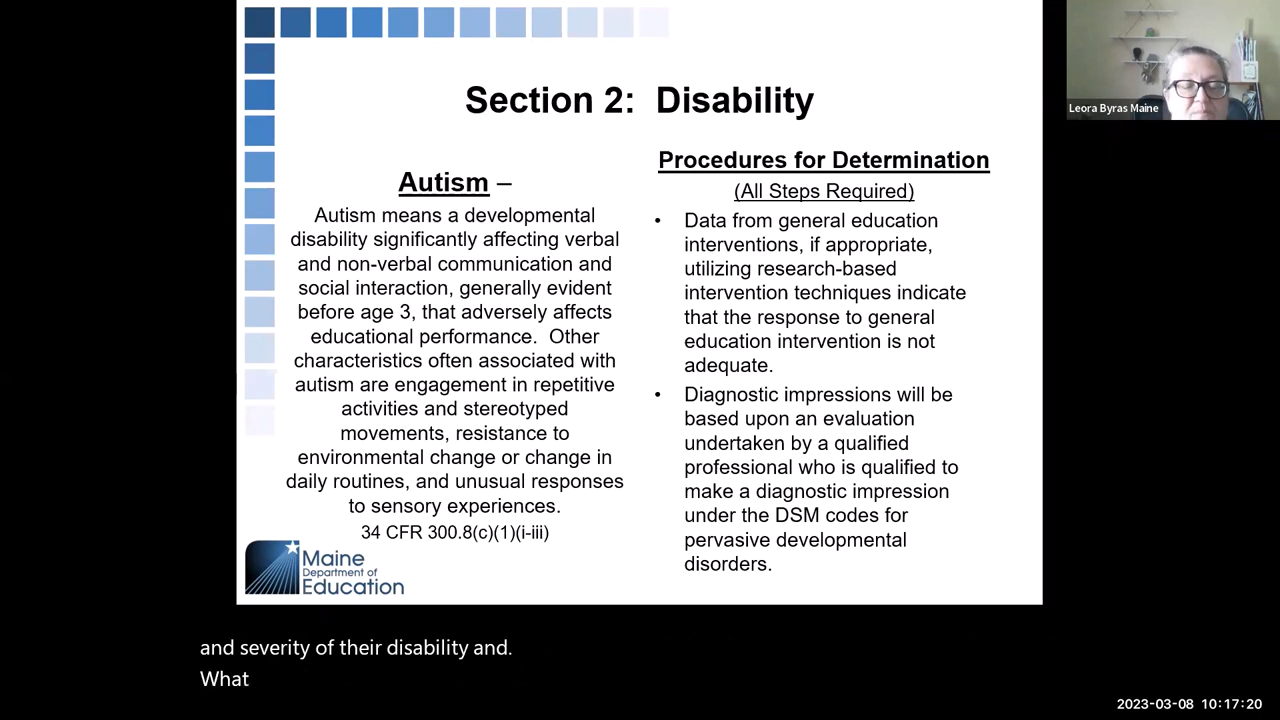 Section 2: Disability
Autism –
Autism means a developmental
disability significantly affecting verbal
and non-verbal communication and
social interaction, generally evident
before age 3, that adversely affects
educational performance. Other
characteristics often associated with
autism are engagement in repetitive
activities and stereotyped
movements, resistance to
environmental change or change in
daily routines, and unusual responses
to sensory experiences.
34 CFR 300.8(c)(1)(i-iii)
Maine
Department of
Education
Procedures for Determination
(All Steps Required)
• Data from general education
interventions, if appropriate,
utilizing research-based
intervention techniques indicate
that the response to general
education intervention is not
adequate.
• Diagnostic impressions will be
based upon an evaluation
undertaken by a qualified
professional who is qualified to
make a diagnostic impression
under the DSM codes for
pervasive developmental
disorders.
Leora Byras Maine
and severity of their disability and.
What
2023-03-08 10:17:20